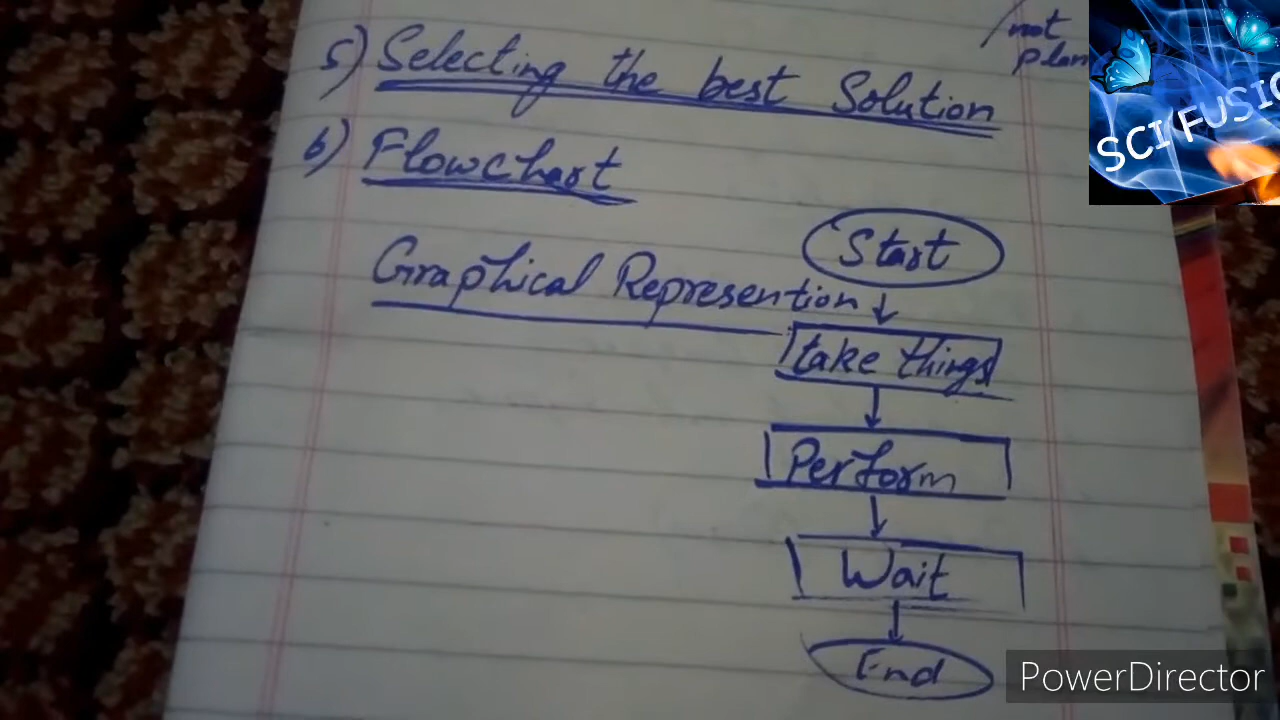 /not
plan
5) Selecting the best Solution
6) Flowchart
Graphical Represention
Start
take things
Perform
Wait
End
SCI FUSIO
PowerDirector